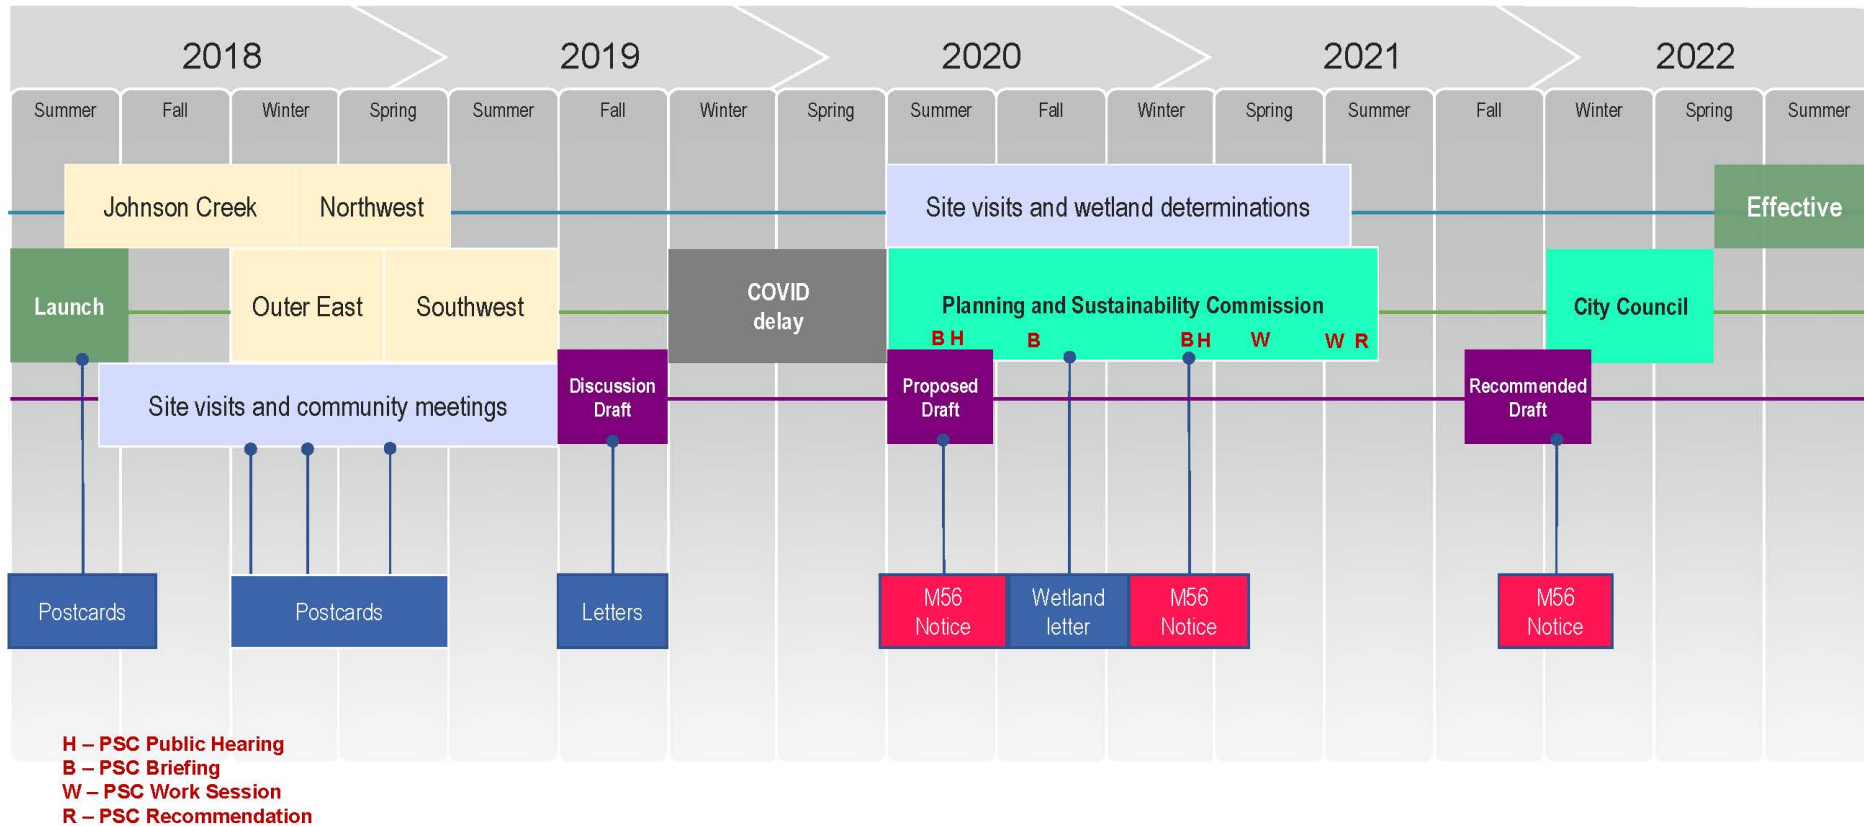 2018 2019 2020 2021 2022
Summer Fall Winter Spring Summer Fall Winter Spring Summer Fall Winter Spring Summer Fall Winter Spring Summer
Johnson Creek Northwest Site visits and wetland determinations Effective
Launch Outer East Southwest
COVID
delay
Planning and Sustainability Commission
B H B B H W W R
City Council
Site visits and community meetings
Discussion
Draft
Proposed
Draft
Recommended
Draft
Postcards
Postcards
Letters
M56
Notice
Wetland
letter
M56
Notice
M56
Notice
H – PSC Public Hearing
B – PSC Briefing
W – PSC Work Session
R – PSC Recommendation